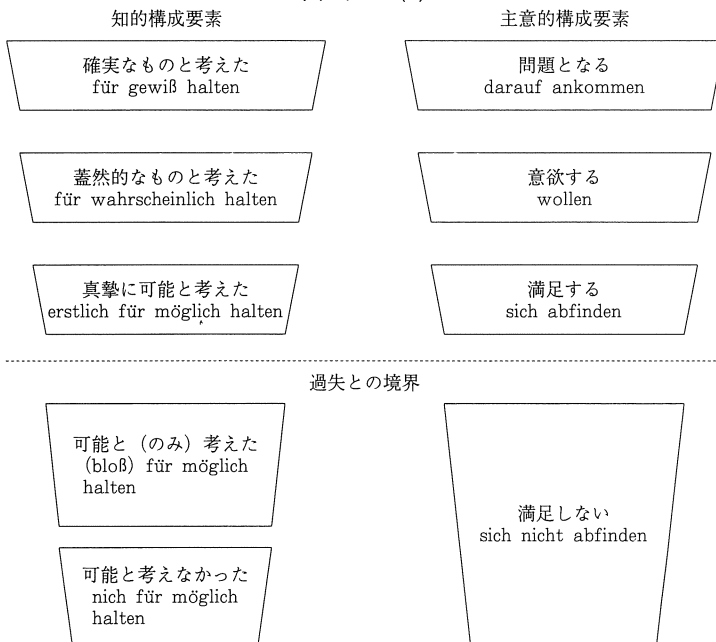 知的構成要素
主意的構成要素
確実なものと考えた
für gewiß halten
問題となる
darauf ankommen
蓋然的なものと考えた
für wahrscheinlich halten
意欲する
wollen
真摯に可能と考えた
erstlich für möglich halten
満足する
sich abfinden
過失との境界
可能と（のみ）考えた
(bloß) für möglich
halten
満足しない
sich nicht abfinden
可能と考えなかった
nich für möglich
halten